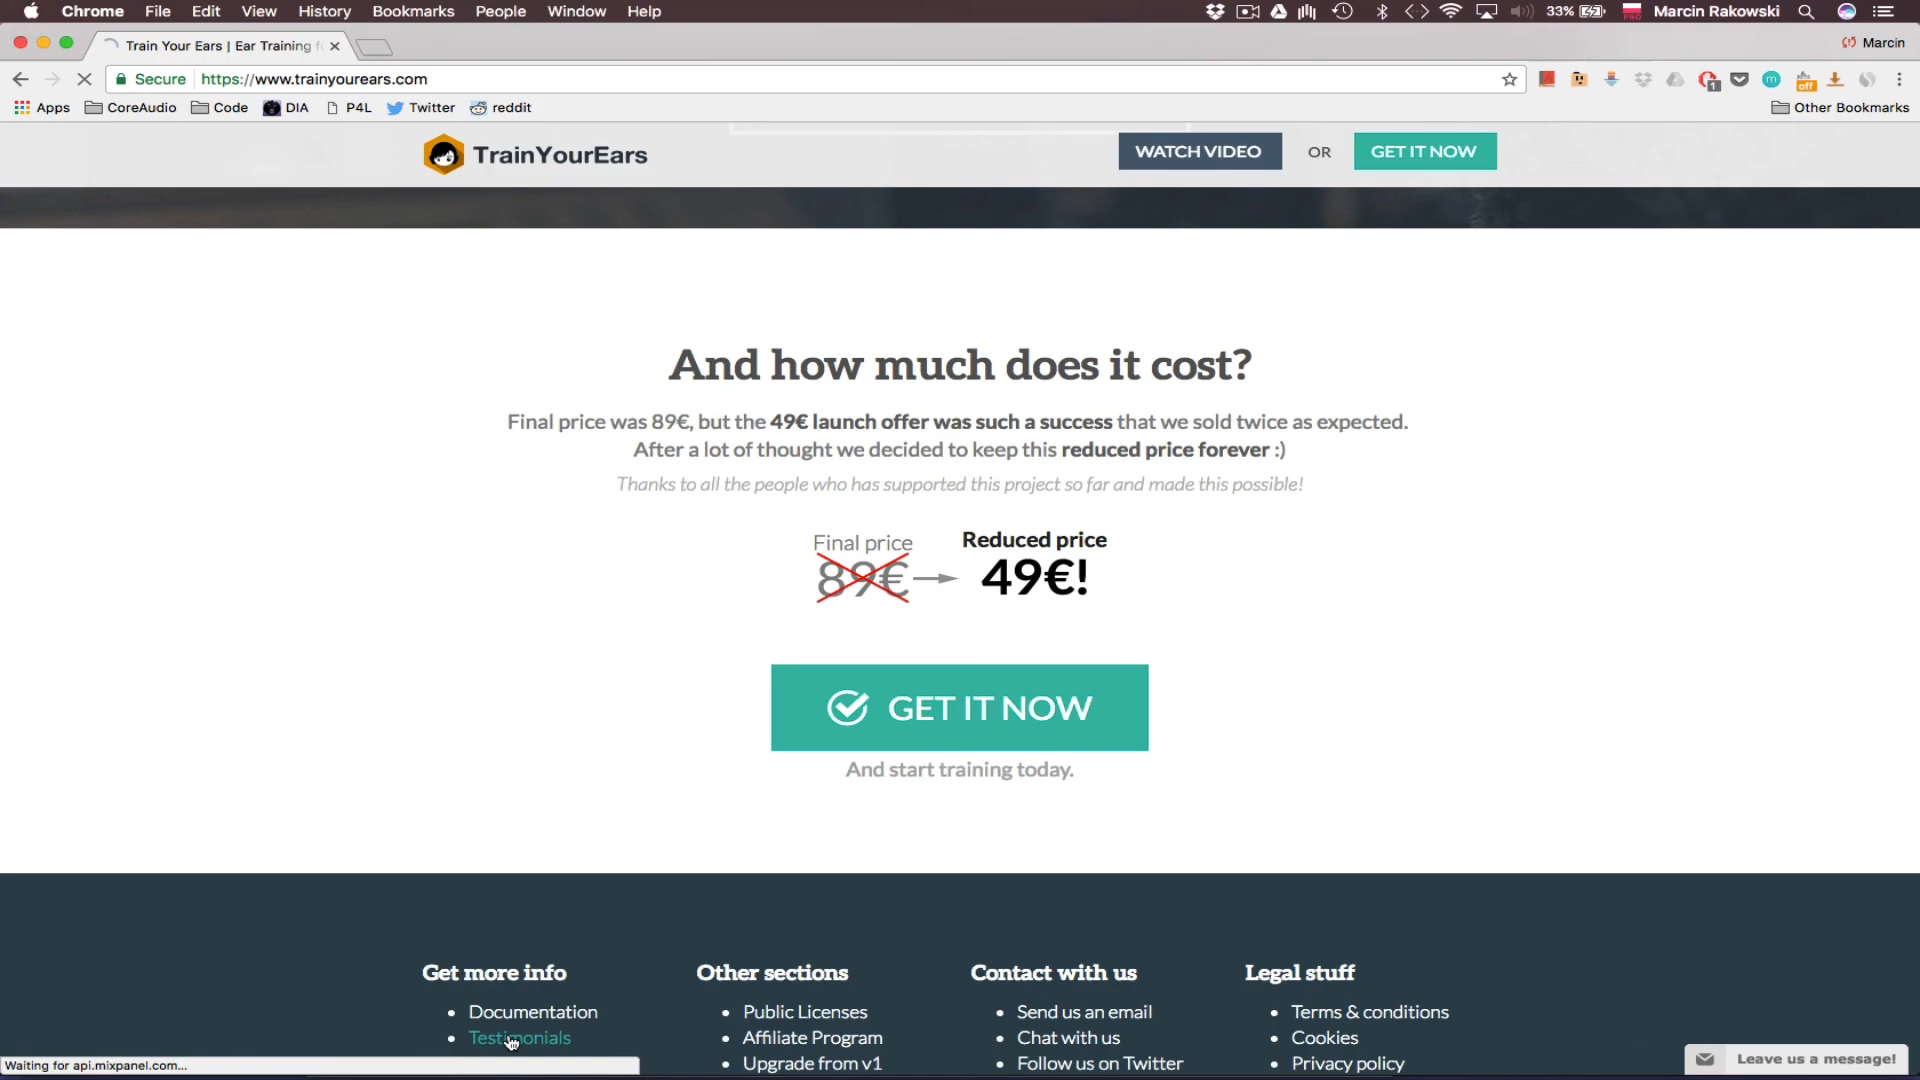 Chrome File Edit View History Bookmarks People Window Help 33% Marcin Rakowski
Train Your Ears | Ear Training f Marcin
Secure https://www.trainyourears.com
Apps CoreAudio Code DIA P4L Twitter reddit Other Bookmarks
TrainYourEars WATCH VIDEO OR GET IT NOW
And how much does it cost?
Final price was 89€, but the 49€ launch offer was such a success that we sold twice as expected.
After a lot of thought we decided to keep this reduced price forever :)
Thanks to all the people who has supported this project so far and made this possible!
Final price Reduced price
89€ 49€!
GET IT NOW
And start training today.
Get more info Other sections Contact with us Legal stuff
Documentation Public Licenses Send us an email Terms & conditions
Testimonials Affiliate Program Chat with us Cookies
Upgrade from v1 Follow us on Twitter Privacy policy
Waiting for api.mixpanel.com... Leave us a message!